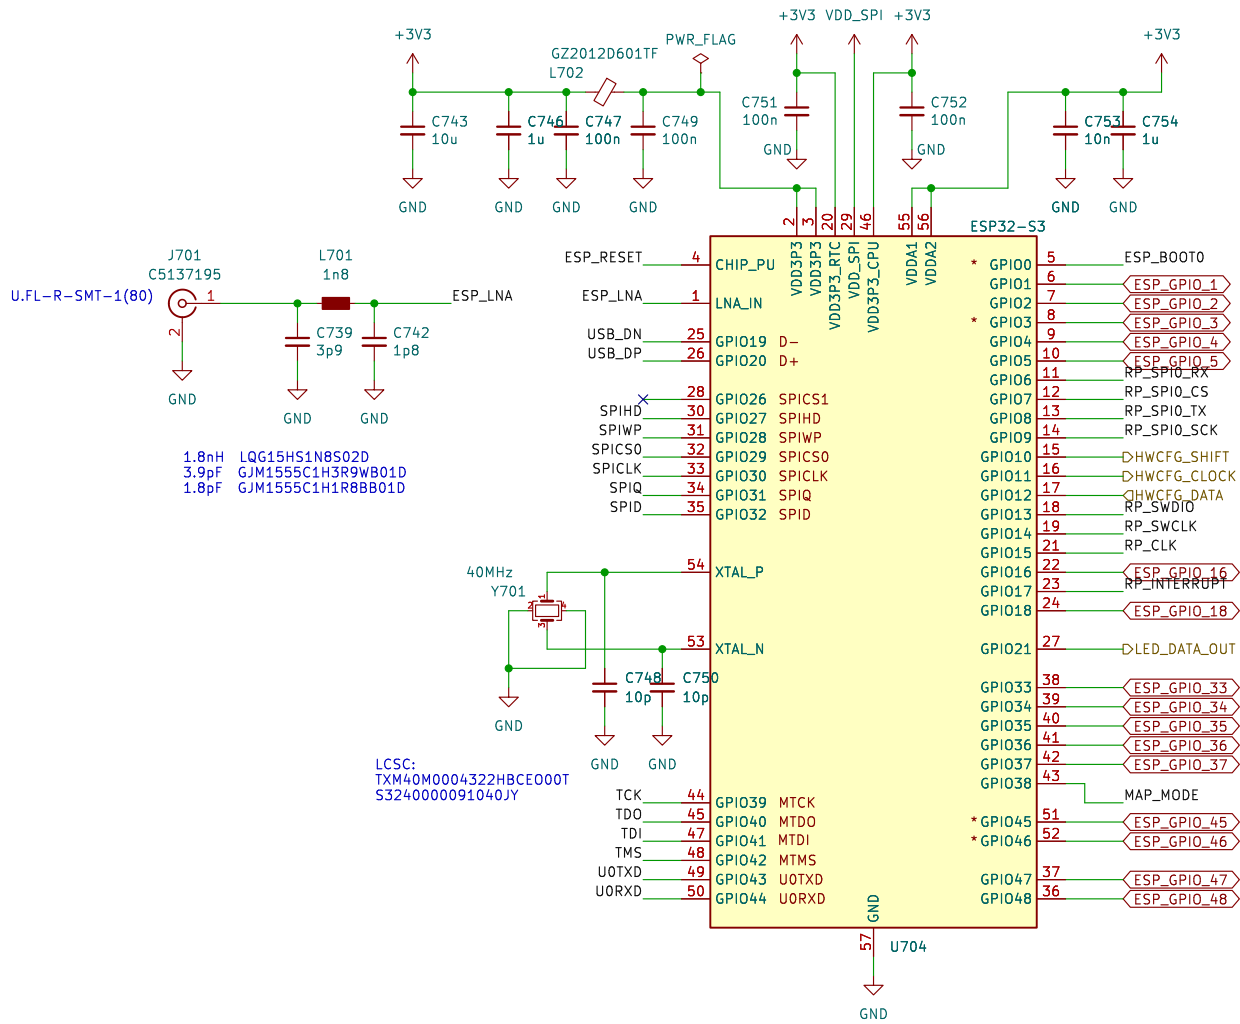 +3V3 VDD_SPI +3V3
+3V3
PWR_FLAG
+3V3
GZ2012D601TF
L702
C743
10u
C746
1u
C747
100n
C749
100n
C751
100n
C752
100n
C753
10n
C754
1u
GND
GND
GND
GND
GND
GND
GND
GND
2
3
20
29
46
55
56
ESP32-S3
VDD3P3
VDD3P3
VDD3P3_RTC
VDD_SPI
VDD3P3_CPU
VDDA1
VDDA2
J701
C5137195
U.FL-R-SMT-1(80)
1
2
GND
L701
1n8
ESP_LNA
C739
3p9
GND
C742
1p8
GND
1.8nH LQG15HS1N8S02D
3.9pF GJM1555C1H3R9WB01D
1.8pF GJM1555C1H1R8BB01D
ESP_RESET 4 CHIP_PU
ESP_LNA 1 LNA_IN
USB_DN 25 GPIO19 D-
USB_DP 26 GPIO20 D+
28 GPIO26 SPICS1
SPIHD 30 GPIO27 SPIHD
SPIWP 31 GPIO28 SPIWP
SPICS0 32 GPIO29 SPICS0
SPICLK 33 GPIO30 SPICLK
SPIQ 34 GPIO31 SPIQ
SPID 35 GPIO32 SPID
54 XTAL_P
53 XTAL_N
40MHz
Y701
1
2
4
3
GND
C748
10p
GND
C750
10p
GND
LCSC:
TXM40M0004322HBCEO00T
S3240000091040JY
TCK 44 GPIO39 MTCK
TDO 45 GPIO40 MTDO
TDI 47 GPIO41 MTDI
TMS 48 GPIO42 MTMS
U0TXD 49 GPIO43 U0TXD
U0RXD 50 GPIO44 U0RXD
* GPIO0 5 ESP_BOOT0
GPIO1 6 ESP_GPIO_1
GPIO2 7 ESP_GPIO_2
* GPIO3 8 ESP_GPIO_3
GPIO4 9 ESP_GPIO_4
GPIO5 10 ESP_GPIO_5
GPIO6 11 RP_SPI0_RX
GPIO7 12 RP_SPI0_CS
GPIO8 13 RP_SPI0_TX
GPIO9 14 RP_SPI0_SCK
GPIO10 15 HWCFG_SHIFT
GPIO11 16 HWCFG_CLOCK
GPIO12 17 HWCFG_DATA
GPIO13 18 RP_SWDIO
GPIO14 19 RP_SWCLK
GPIO15 21 RP_CLK
GPIO16 22 ESP_GPIO_16
GPIO17 23 RP_INTERRUPT
GPIO18 24 ESP_GPIO_18
GPIO21 27 LED_DATA_OUT
GPIO33 38 ESP_GPIO_33
GPIO34 39 ESP_GPIO_34
GPIO35 40 ESP_GPIO_35
GPIO36 41 ESP_GPIO_36
GPIO37 42 ESP_GPIO_37
GPIO38 43 MAP_MODE
* GPIO45 51 ESP_GPIO_45
* GPIO46 52 ESP_GPIO_46
GPIO47 37 ESP_GPIO_47
GPIO48 36 ESP_GPIO_48
GND
57
U704
GND